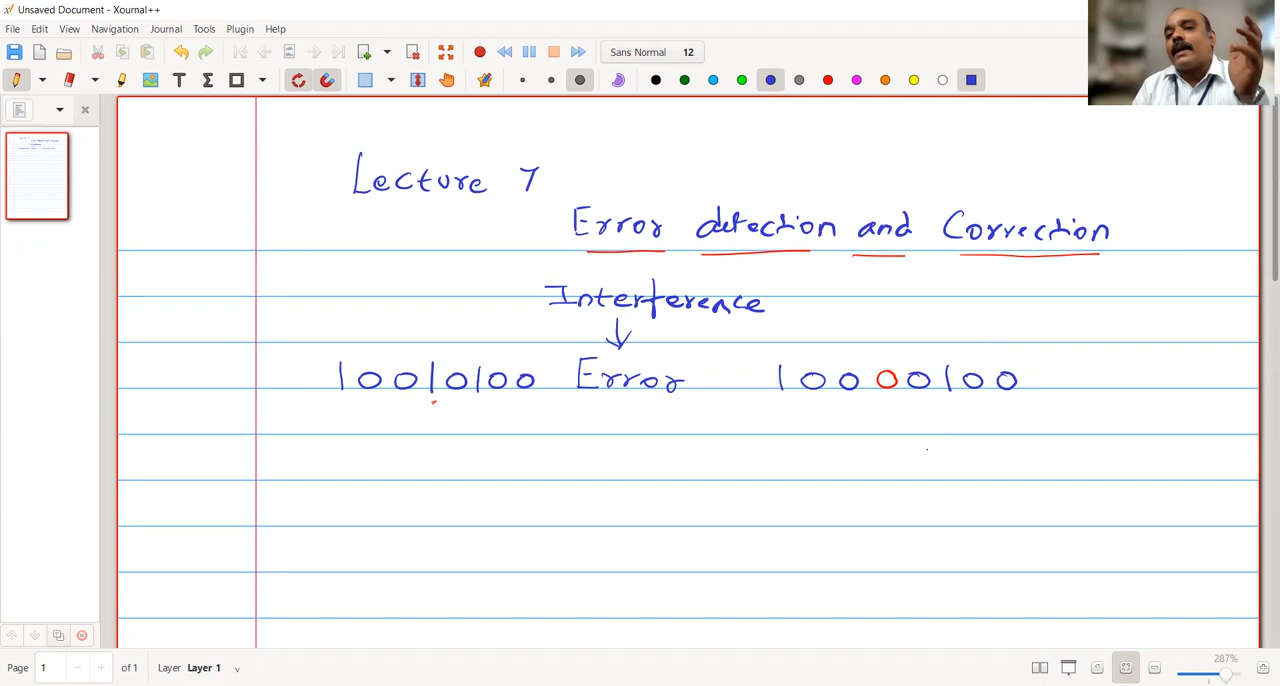 Unsaved Document - Xournal++
File Edit View Navigation Journal Tools Plugin Help
Sans Normal 12
Lecture 7
Error detection and Correction
Interference
10010100 Error 10000100
Page 1 of 1 Layer Layer 1 287%